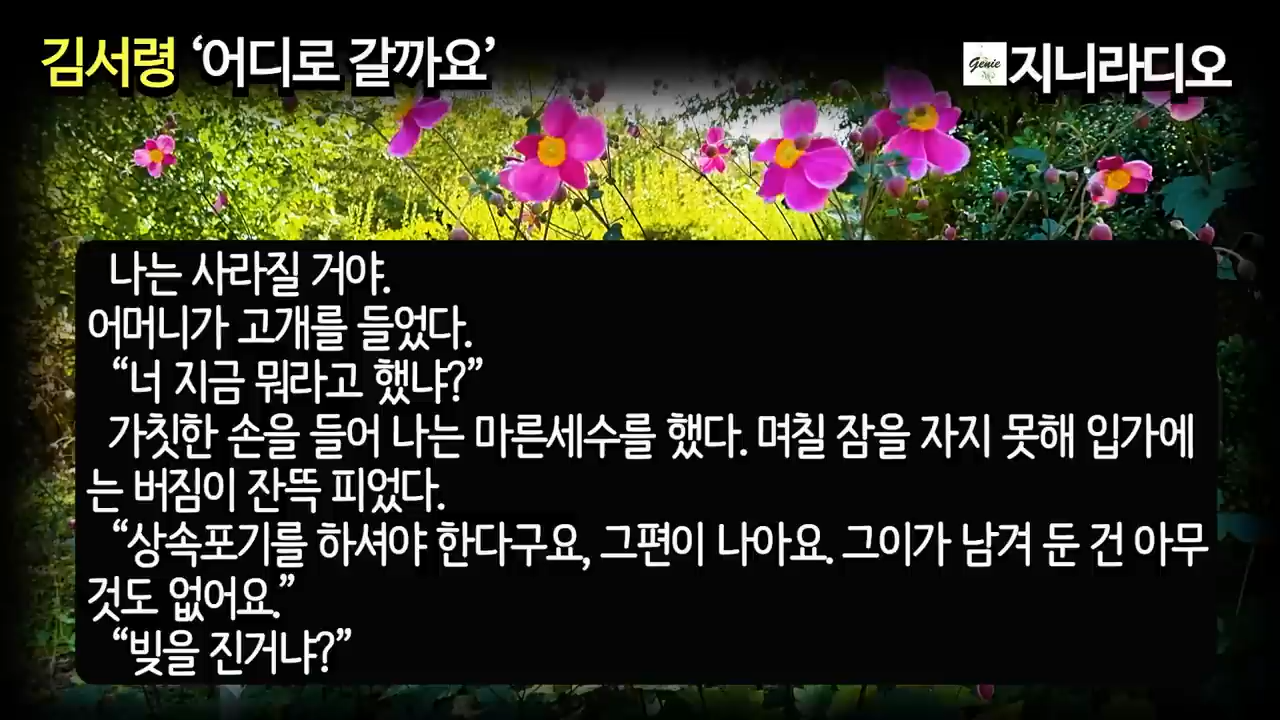 김서령 ‘어디로 갈까요’
Genie 지니라디오
나는 사라질 거야.
어머니가 고개를 들었다.
“너 지금 뭐라고 했냐?”
가칫한 손을 들어 나는 마른세수를 했다. 며칠 잠을 자지 못해 입가에
는 버짐이 잔뜩 피었다.
“상속포기를 하셔야 한다구요, 그편이 나아요. 그이가 남겨 둔 건 아무
것도 없어요.”
“빚을 진거냐?”